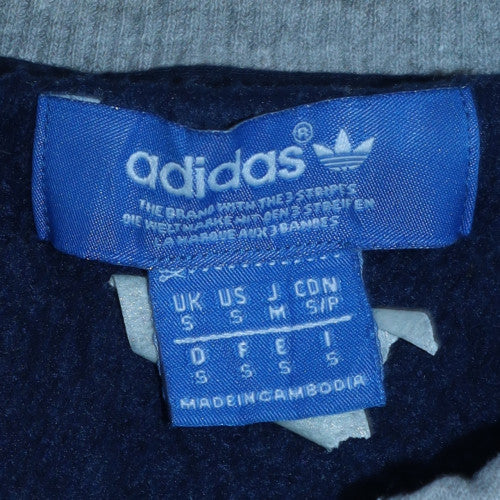 adidas®
THE BRAND WITH THE 3 STRIPES
DIE WELTMARKE MIT DEN 3 STREIFEN
LA MARQUE AUX 3 BANDES
UK US J CDN
S S M S/P
D F E I
S S S S
MADE IN CAMBODIA